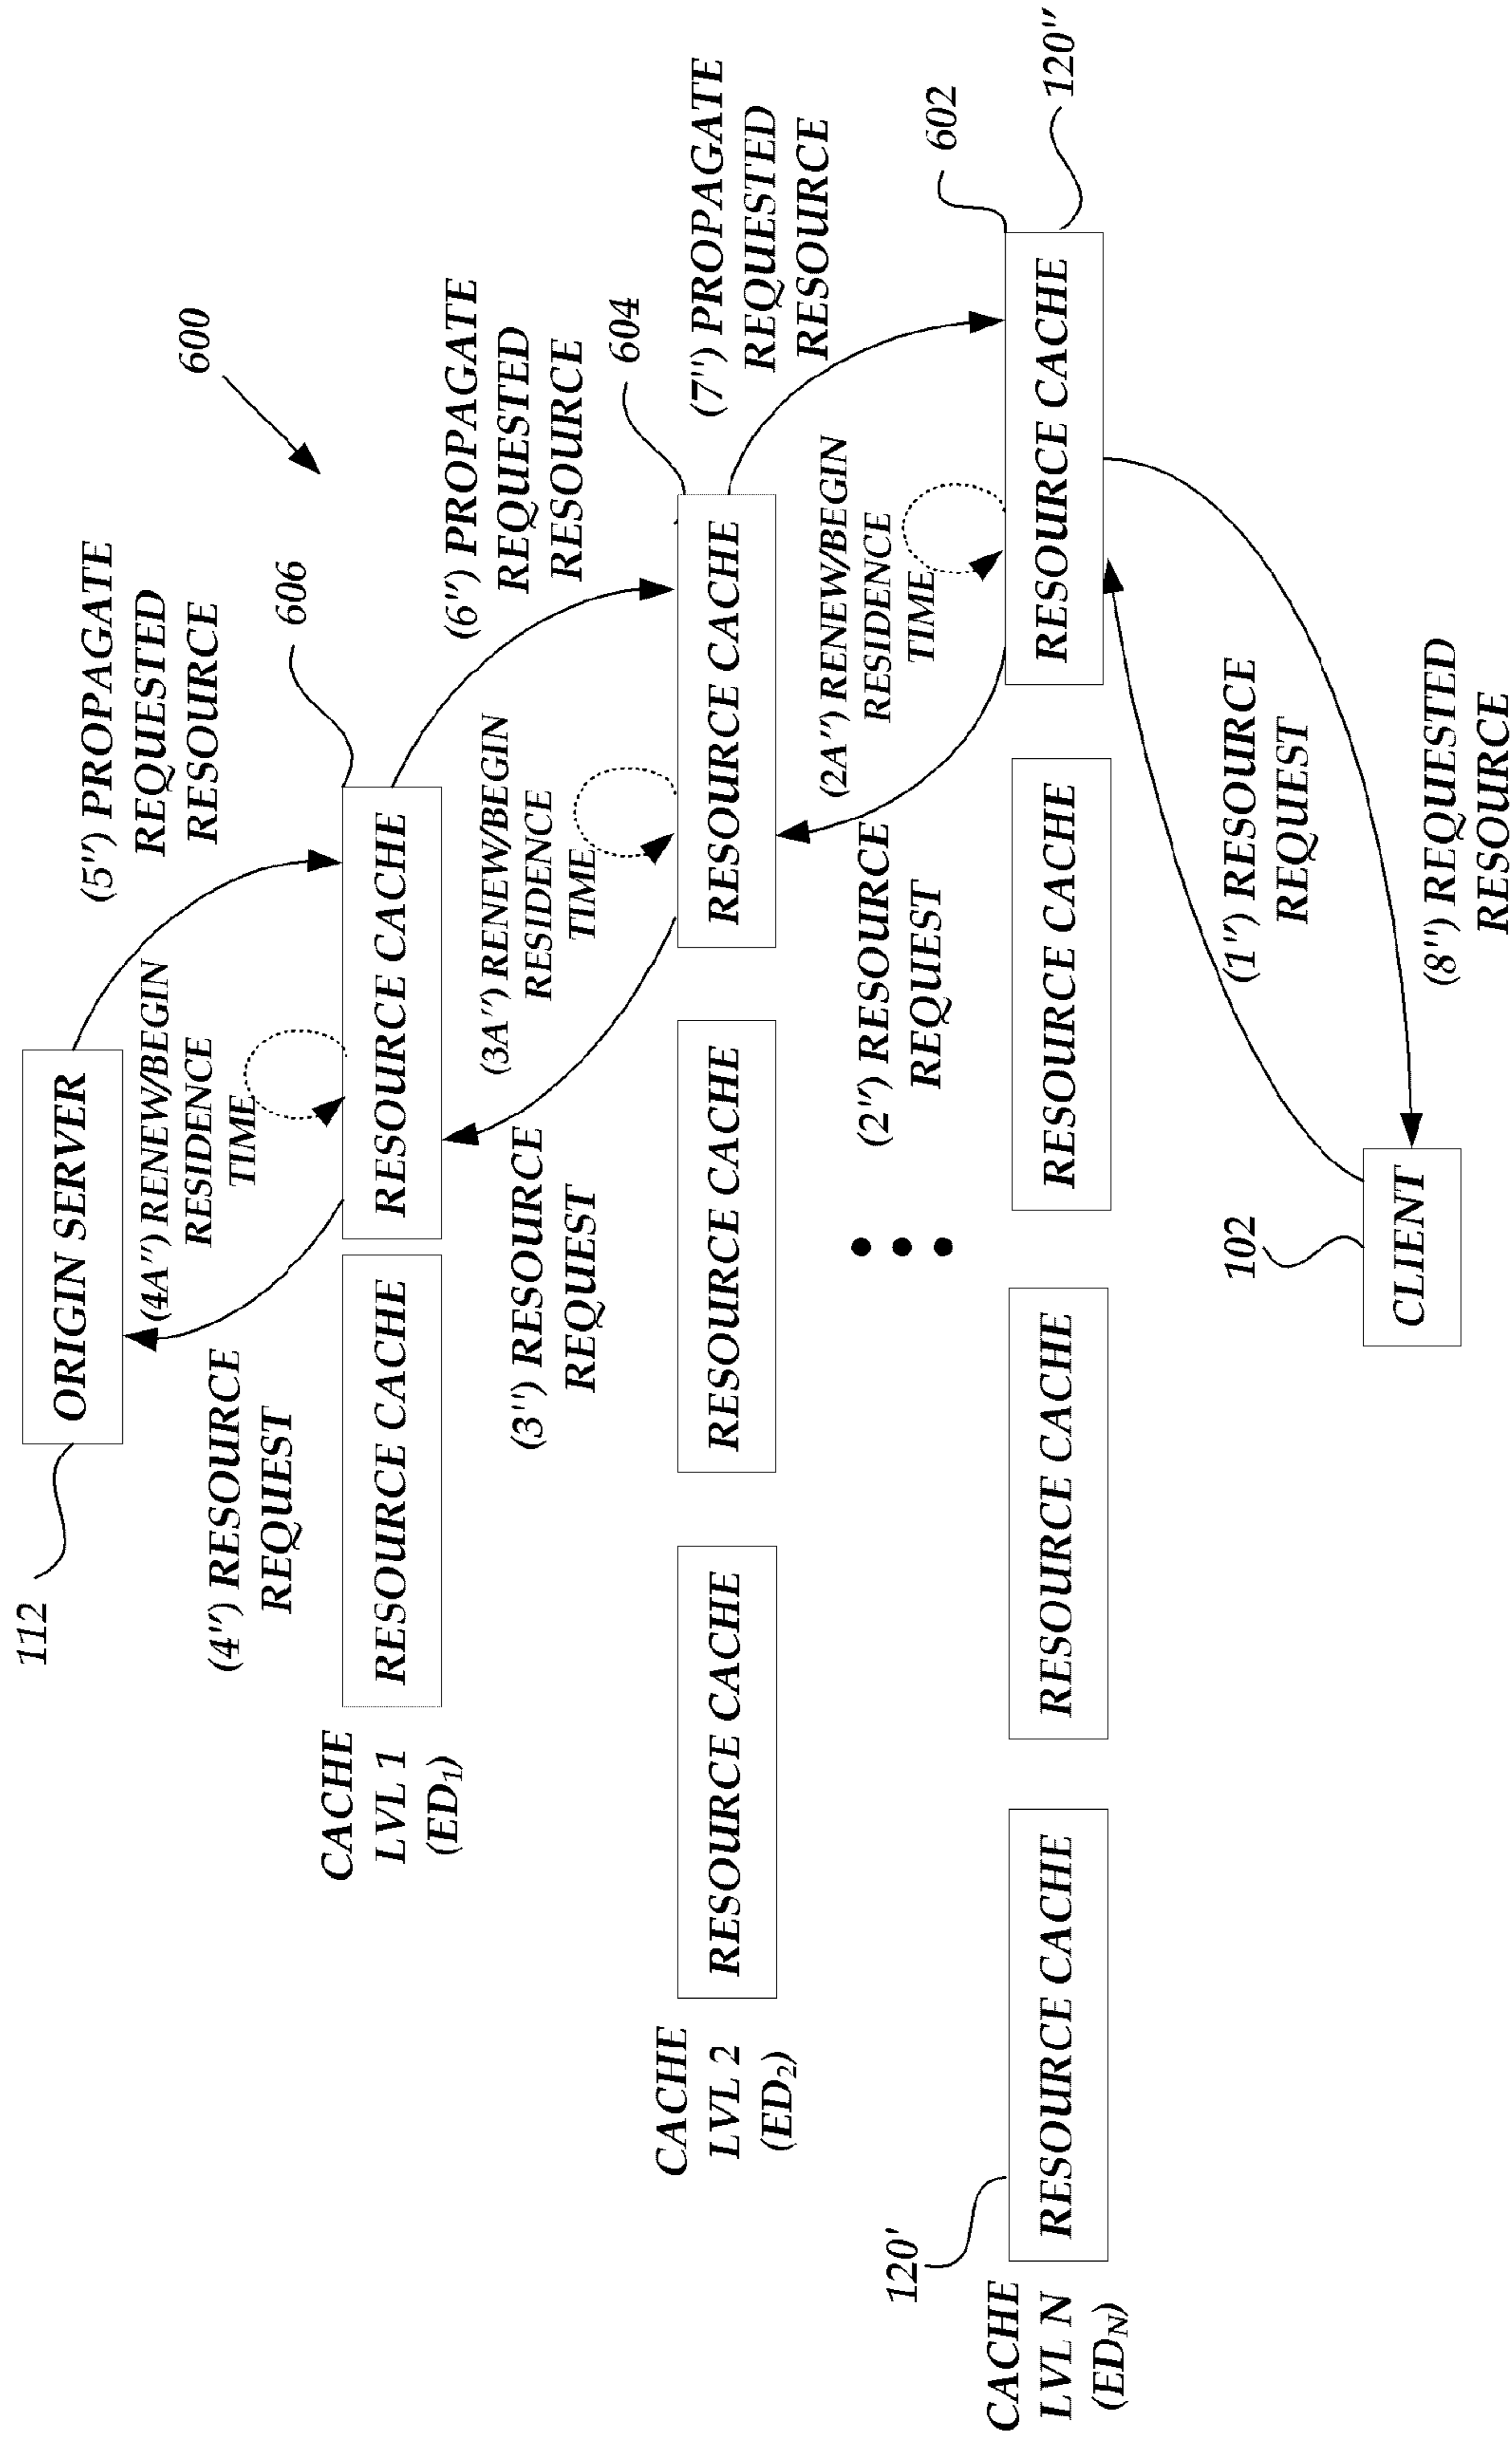 600
112
ORIGIN SERVER
(5") PROPAGATE
REQUESTED
RESOURCE
(4A") RENEW/BEGIN
RESIDENCE
TIME
606
(4") RESOURCE
REQUEST
CACHE
LVL 1
(ED1)
RESOURCE CACHE
RESOURCE CACHE
(6") PROPAGATE
REQUESTED
RESOURCE
(3A") RENEW/BEGIN
RESIDENCE
TIME
604
(3") RESOURCE
REQUEST
CACHE
LVL 2
(ED2)
RESOURCE CACHE
RESOURCE CACHE
RESOURCE CACHE
(7") PROPAGATE
REQUESTED
RESOURCE
(2A") RENEW/BEGIN
RESIDENCE
TIME
602
(2") RESOURCE
REQUEST
120'
CACHE
LVL N
(EDN)
RESOURCE CACHE
RESOURCE CACHE
RESOURCE CACHE
RESOURCE CACHE
120"
(1") RESOURCE
REQUEST
102
CLIENT
(8") REQUESTED
RESOURCE